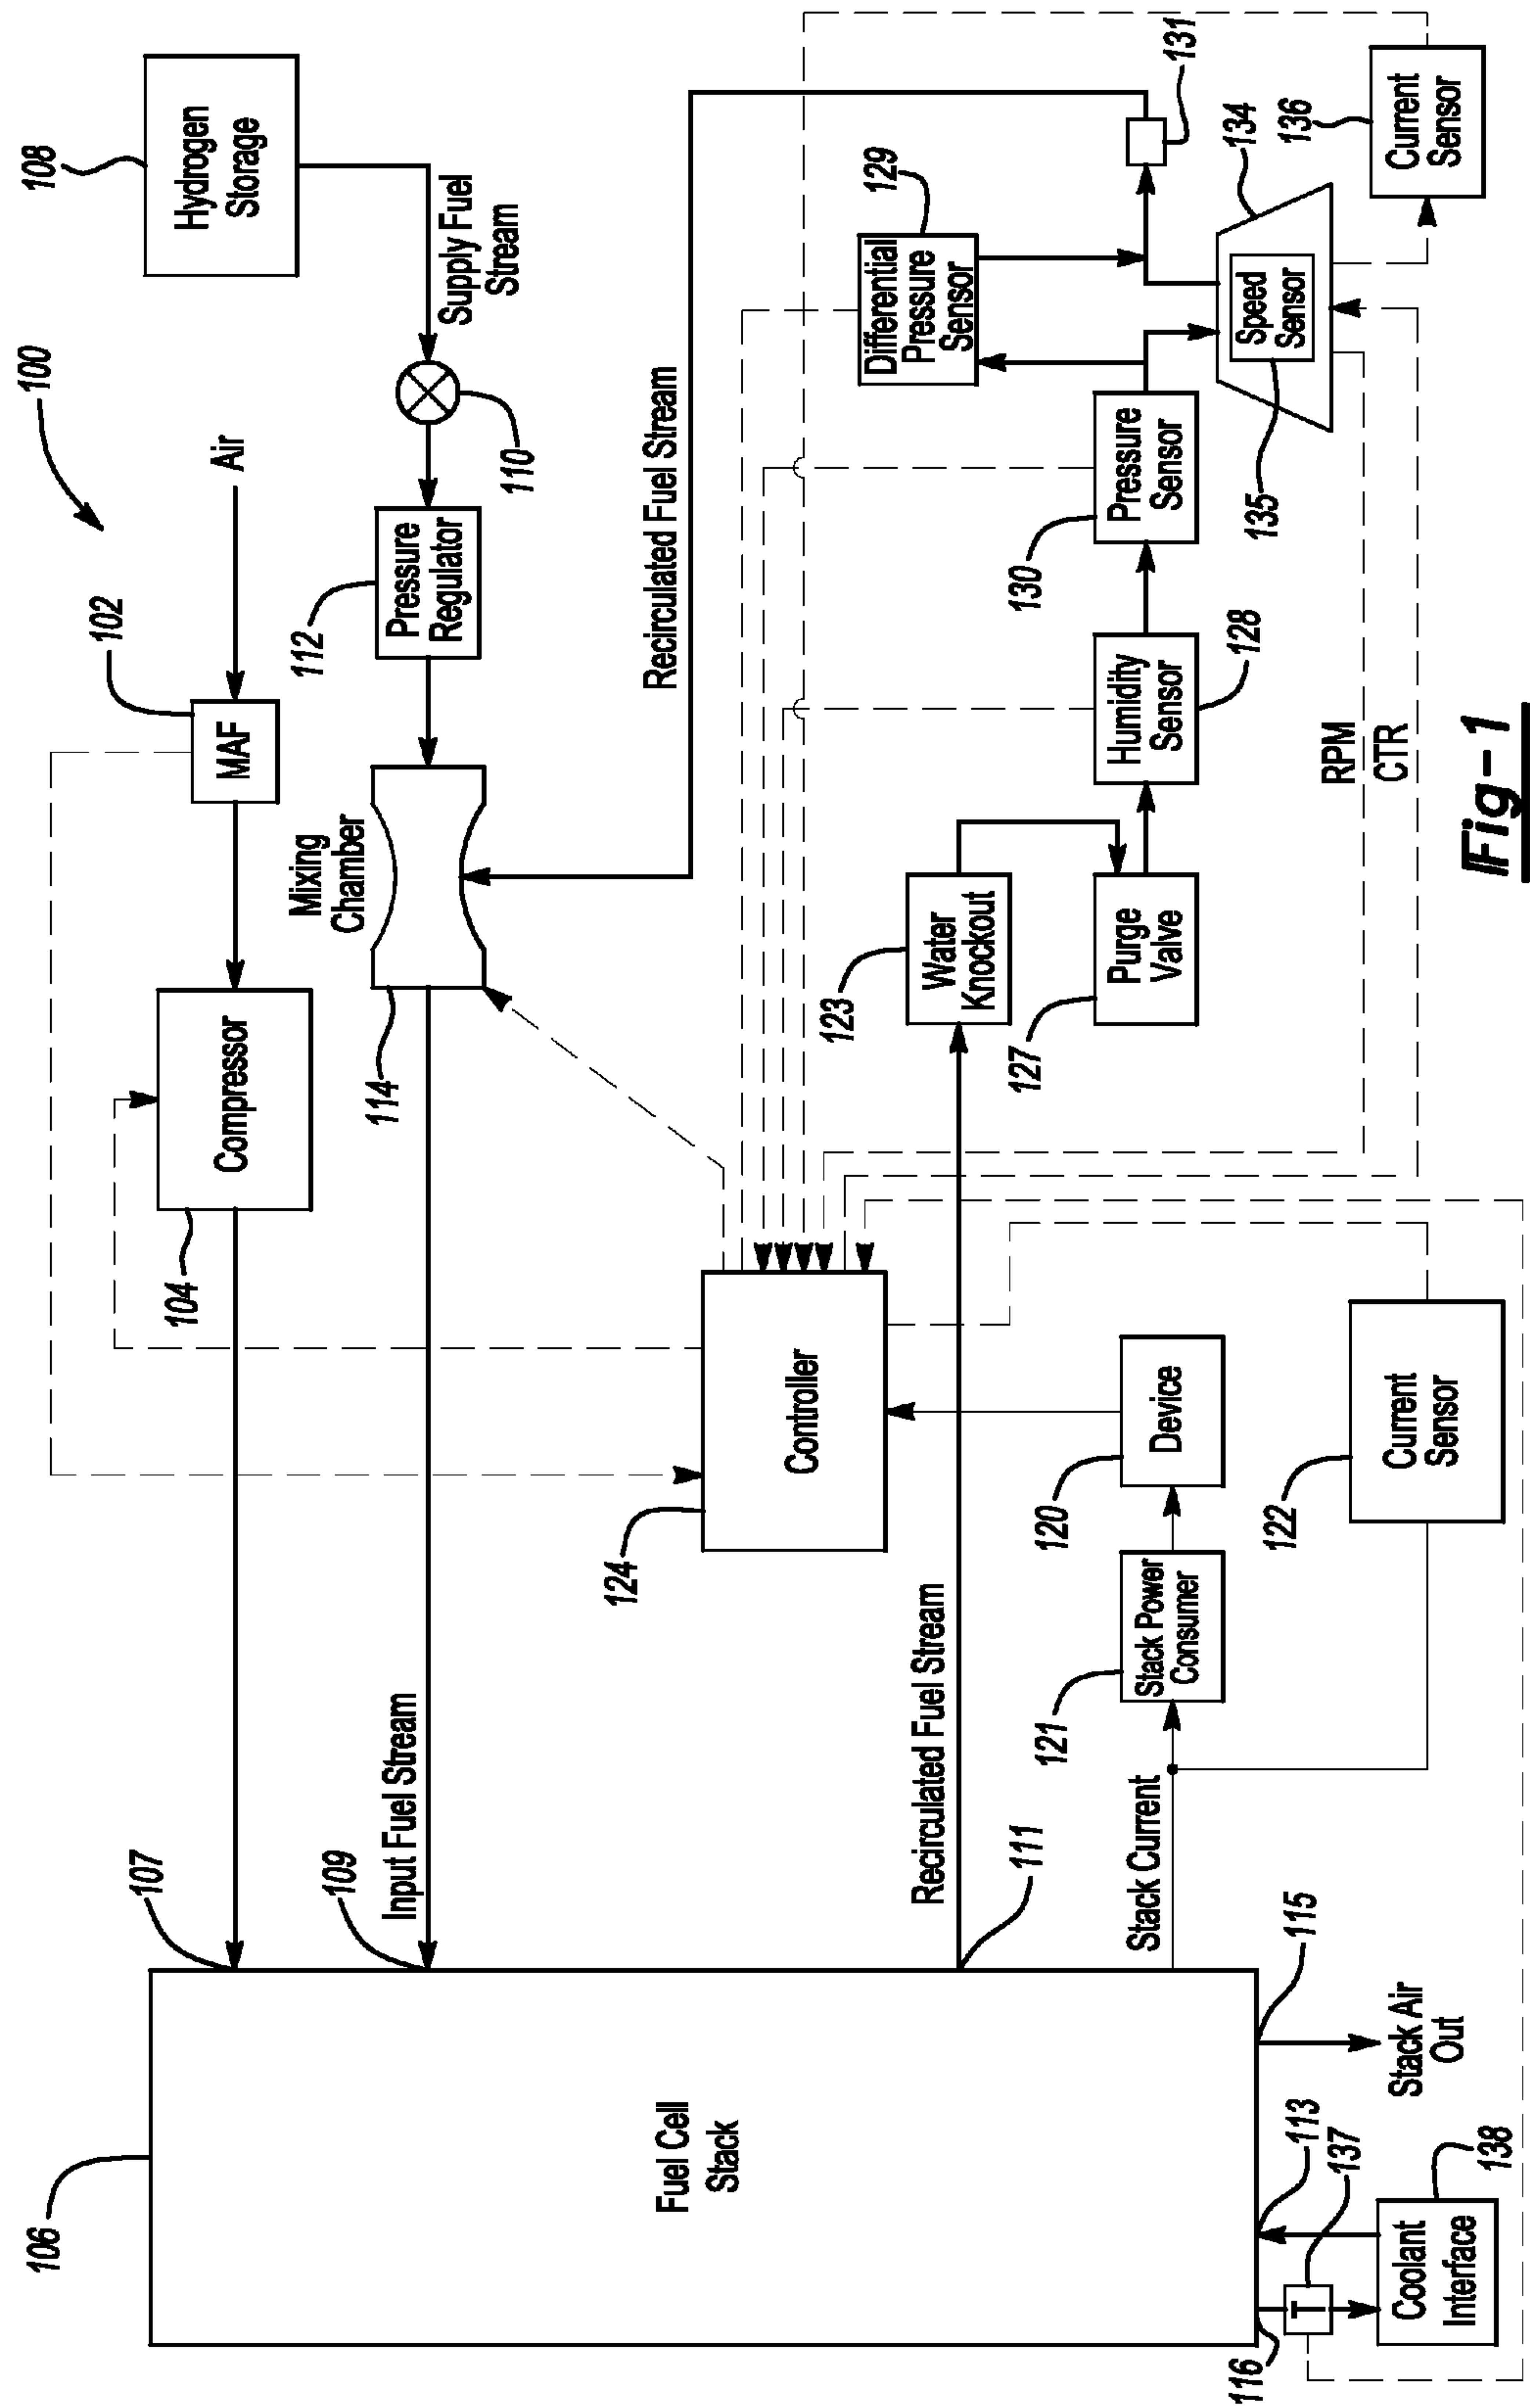 100
Air
102
MAF
Compressor
104
107
108
Hydrogen
Storage
Supply Fuel
Stream
110
112
Pressure
Regulator
Mixing
Chamber
114
Input Fuel Stream
109
106
Fuel Cell
Stack
Recirculated Fuel Stream
131
129
Differential
Pressure
Sensor
130
Pressure
Sensor
128
Humidity
Sensor
123
Water
Knockout
127
Purge
Valve
134
Speed
Sensor
135
136
Current
Sensor
RPM
CTR
Controller
124
Recirculated Fuel Stream
111
120
Device
121
Stack Power
Consumer
Stack Current
122
Current
Sensor
115
Stack Air
Out
113
137
138
116
T
Coolant
Interface
Fig-1